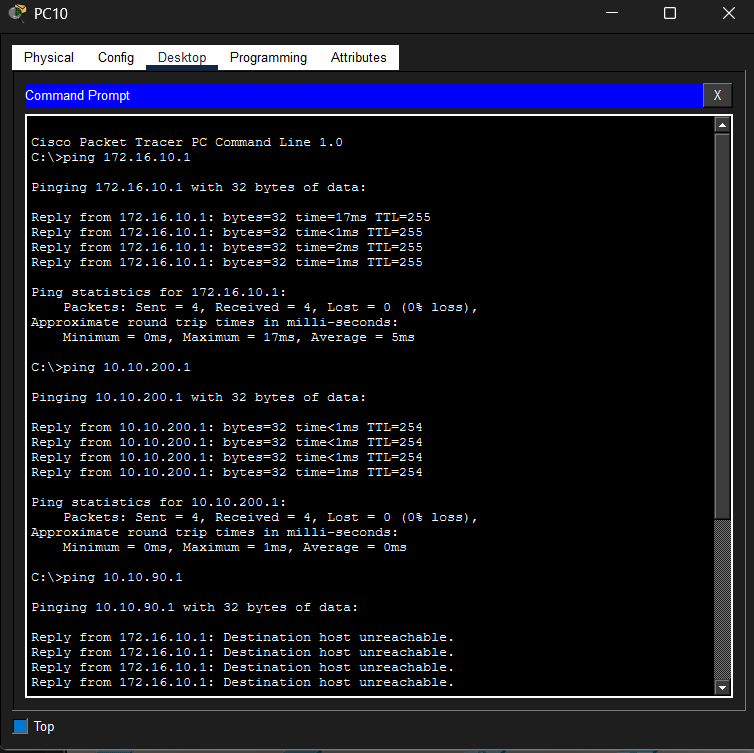 PC10
Physical Config Desktop Programming Attributes
Command Prompt X
Cisco Packet Tracer PC Command Line 1.0
C:\>ping 172.16.10.1
Pinging 172.16.10.1 with 32 bytes of data:
Reply from 172.16.10.1: bytes=32 time=17ms TTL=255
Reply from 172.16.10.1: bytes=32 time<1ms TTL=255
Reply from 172.16.10.1: bytes=32 time=2ms TTL=255
Reply from 172.16.10.1: bytes=32 time=1ms TTL=255
Ping statistics for 172.16.10.1:
Packets: Sent = 4, Received = 4, Lost = 0 (0% loss),
Approximate round trip times in milli-seconds:
Minimum = 0ms, Maximum = 17ms, Average = 5ms
C:\>ping 10.10.200.1
Pinging 10.10.200.1 with 32 bytes of data:
Reply from 10.10.200.1: bytes=32 time<1ms TTL=254
Reply from 10.10.200.1: bytes=32 time<1ms TTL=254
Reply from 10.10.200.1: bytes=32 time<1ms TTL=254
Reply from 10.10.200.1: bytes=32 time=1ms TTL=254
Ping statistics for 10.10.200.1:
Packets: Sent = 4, Received = 4, Lost = 0 (0% loss),
Approximate round trip times in milli-seconds:
Minimum = 0ms, Maximum = 1ms, Average = 0ms
C:\>ping 10.10.90.1
Pinging 10.10.90.1 with 32 bytes of data:
Reply from 172.16.10.1: Destination host unreachable.
Reply from 172.16.10.1: Destination host unreachable.
Reply from 172.16.10.1: Destination host unreachable.
Reply from 172.16.10.1: Destination host unreachable.
Top